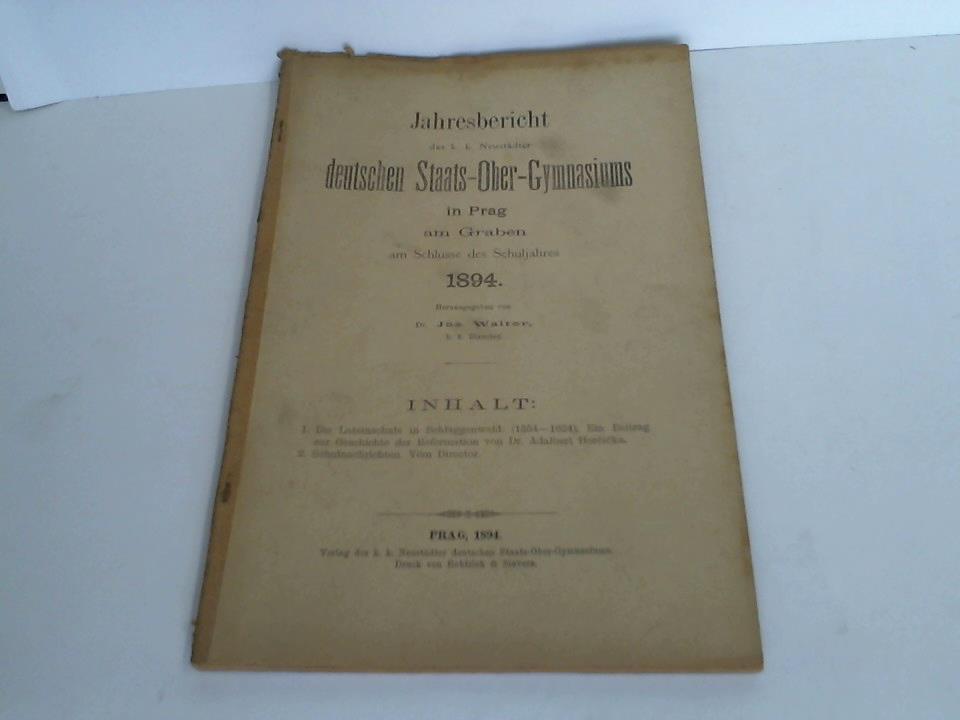 Jahresbericht
des k. k. Neustädter
deutschen Staats-Ober-Gymnasiums
in Prag
am Graben
am Schlusse des Schuljahres
1894.
Herausgegeben von
Dr. Jos. Walter,
k. k. Director
INHALT:
1. Die Lateinschule in Schlaggenwald. (1554—1624). Ein Beitrag
zur Geschichte der Reformation von Dr. Adalbert Horčička.
2. Schulnachrichten. Vom Director.
PRAG, 1894.
Verlag des k. k. Neustädter deutschen Staats-Ober-Gymnasiums.
Druck von Rohliček & Sievers.